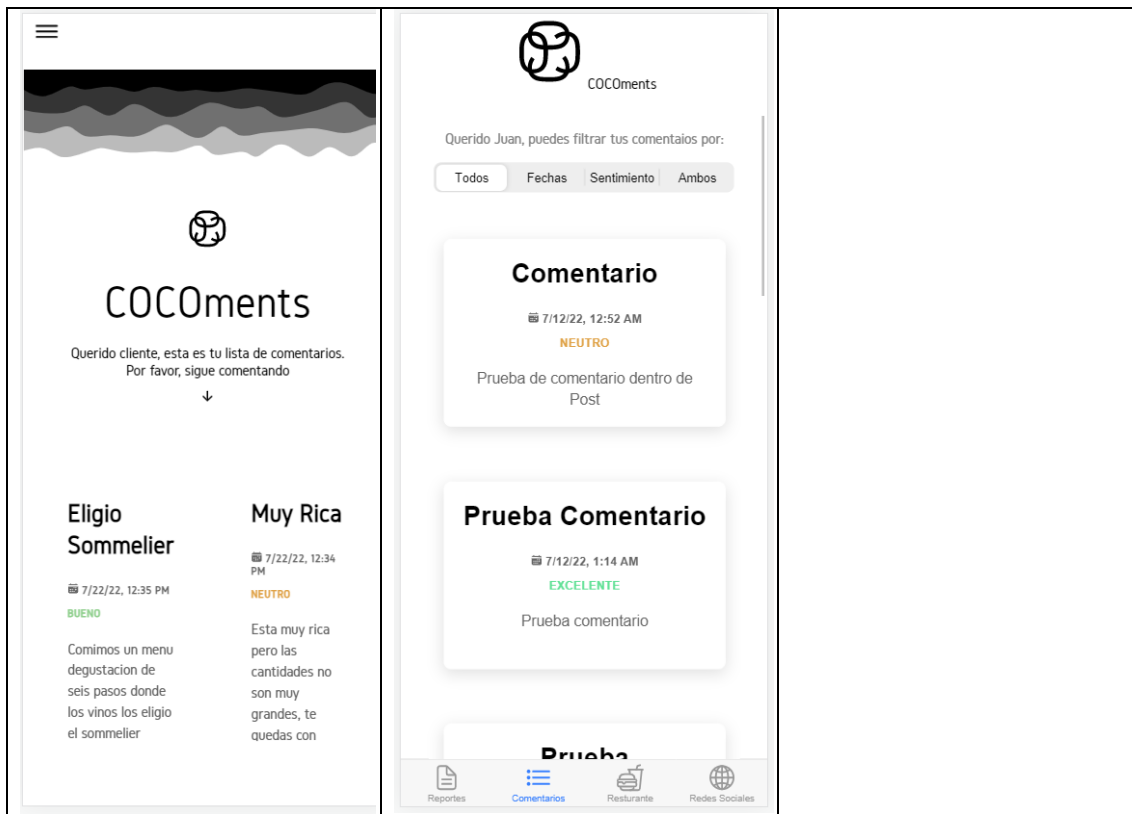 COCOments
Querido cliente, esta es tu lista de comentarios.
Por favor, sigue comentando
Eligio
Sommelier
7/22/22, 12:35 PM
BUENO
Comimos un menu
degustacion de
seis pasos donde
los vinos los eligio
el sommelier
Muy Rica
7/22/22, 12:34
PM
NEUTRO
Esta muy rica
pero las
cantidades no
son muy
grandes, te
quedas con
COCOments
Querido Juan, puedes filtrar tus comentaios por:
Todos Fechas Sentimiento Ambos
Comentario
7/12/22, 12:52 AM
NEUTRO
Prueba de comentario dentro de
Post
Prueba Comentario
7/12/22, 1:14 AM
EXCELENTE
Prueba comentario
Prueba
Reportes Comentarios Resturante Redes Sociales